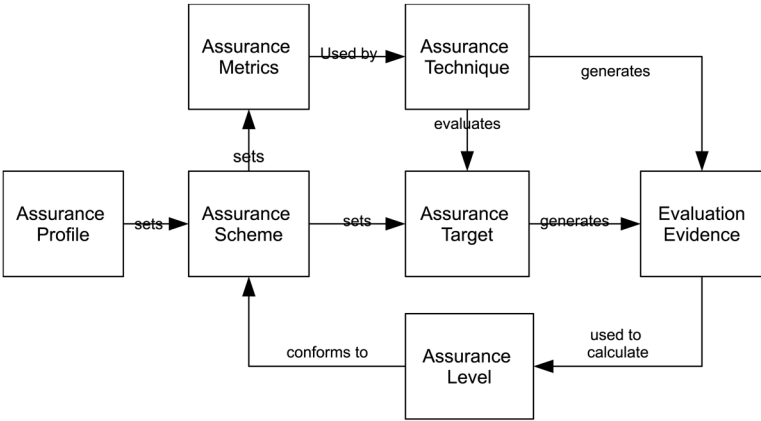 Assurance
Metrics
Used by
Assurance
Technique
generates
evaluates
sets
Assurance
Profile
sets
Assurance
Scheme
sets
Assurance
Target
generates
Evaluation
Evidence
conforms to
Assurance
Level
used to
calculate